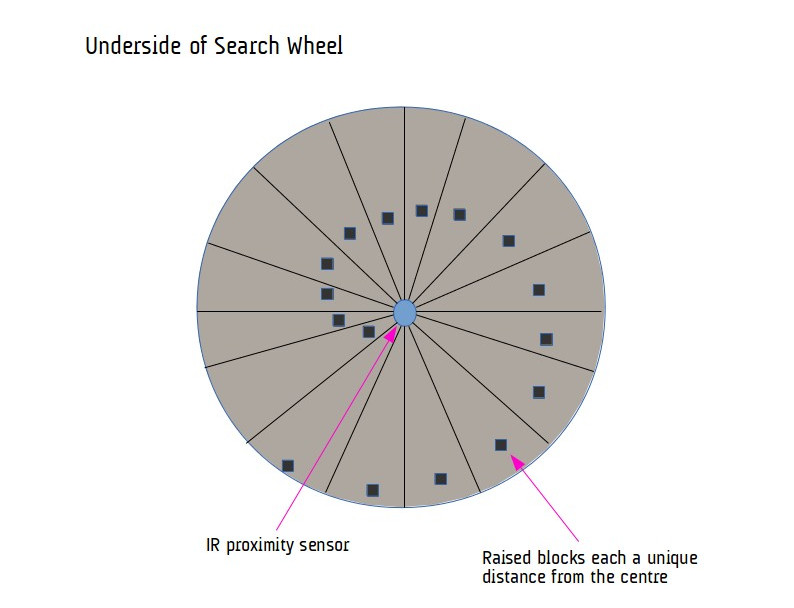 Underside of Search Wheel
IR proximity sensor
Raised blocks each a unique
distance from the centre